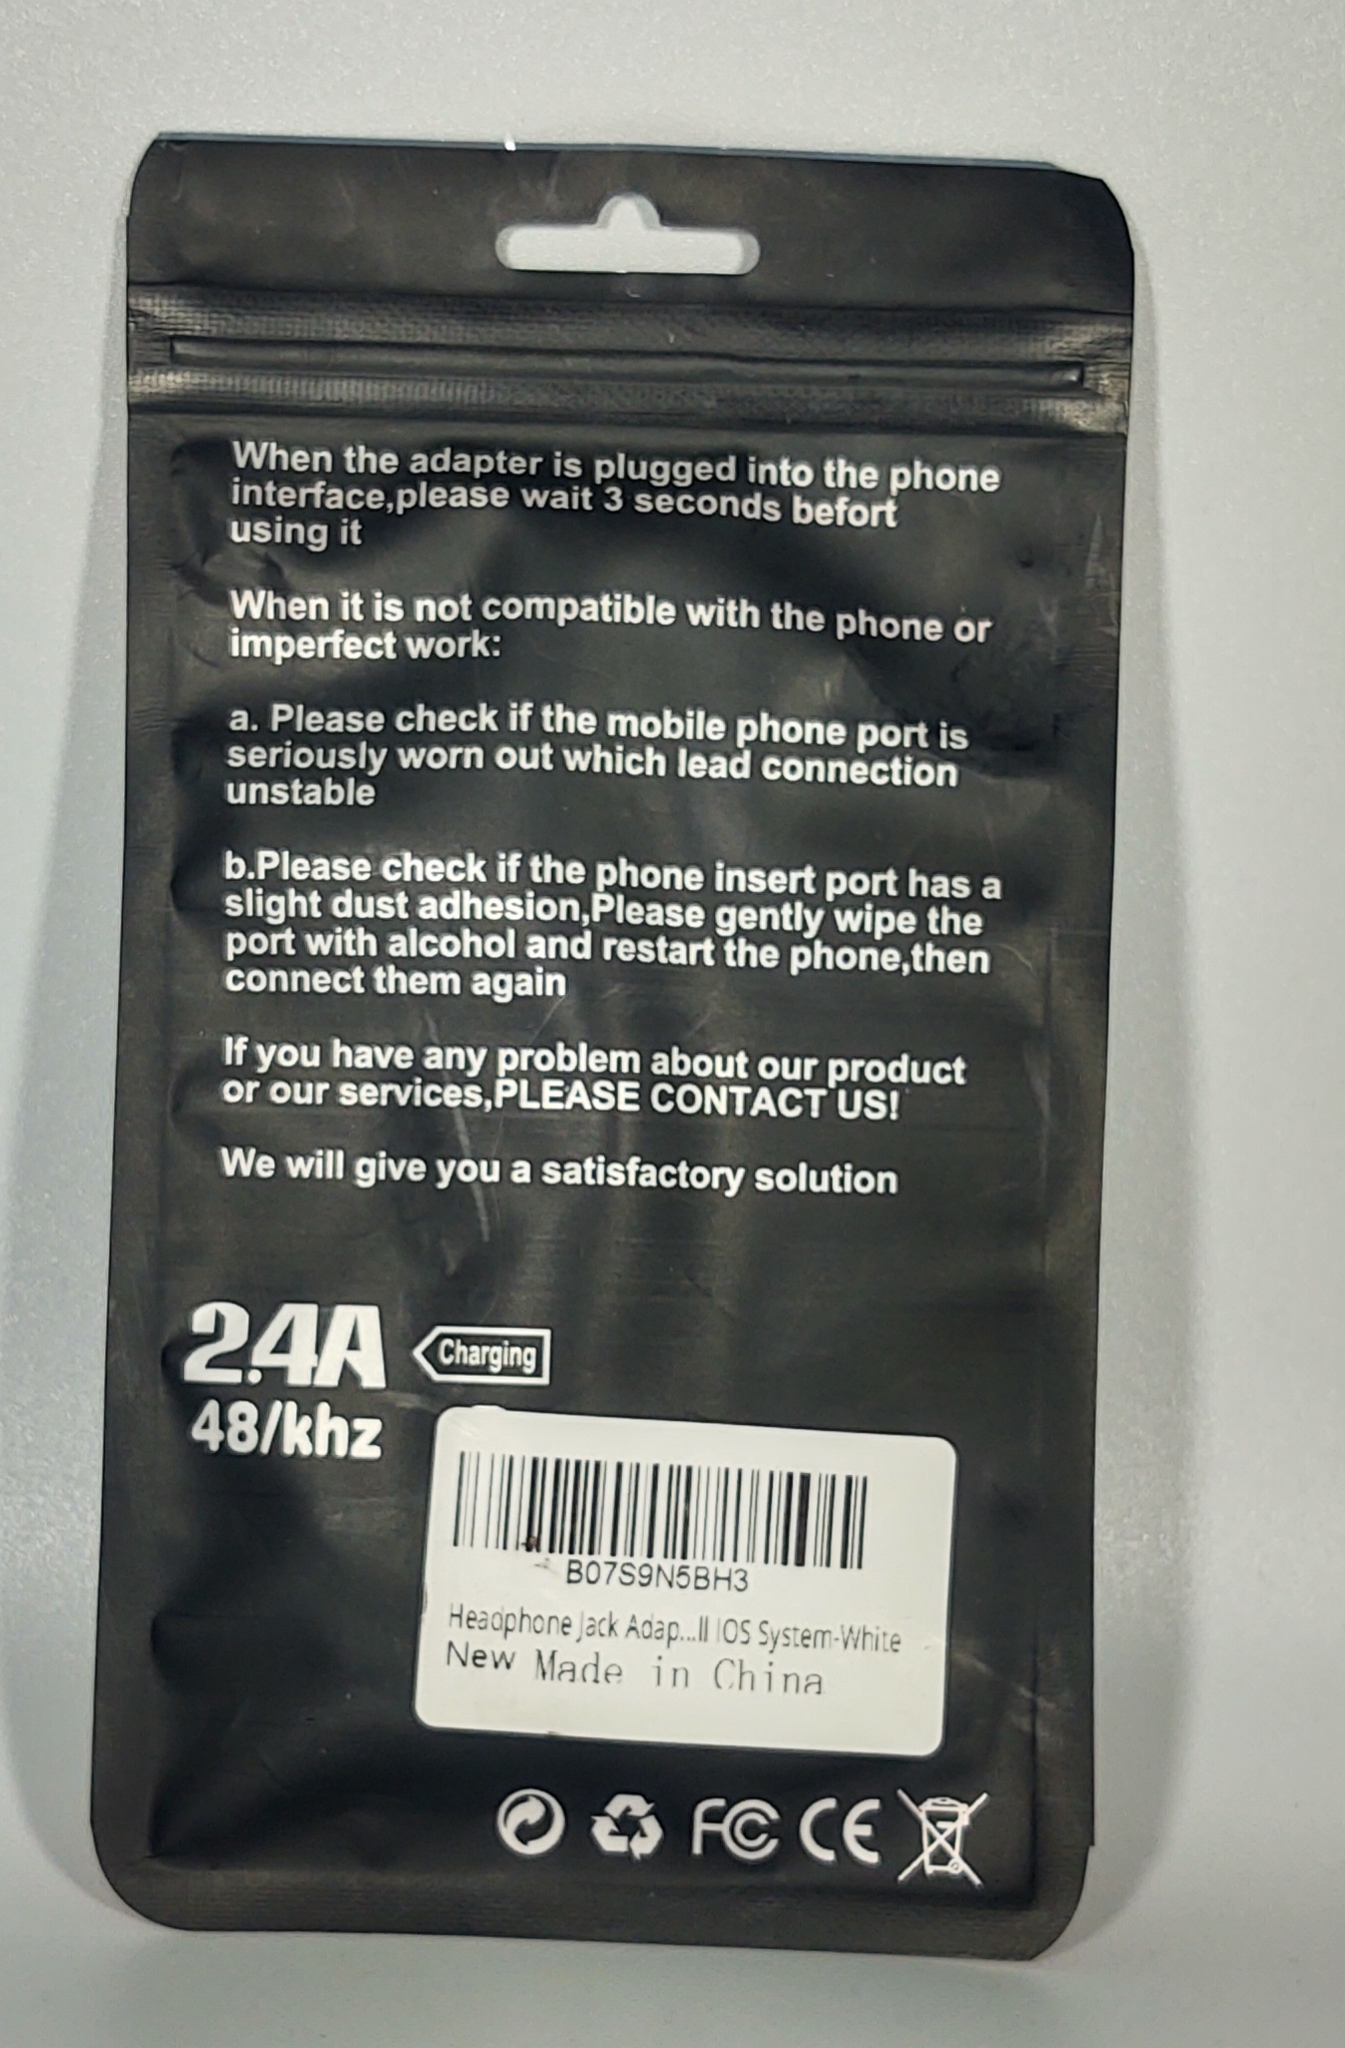 When the adapter is plugged into the phone
interface,please wait 3 seconds befort
using it
When it is not compatible with the phone or
imperfect work:
a. Please check if the mobile phone port is
seriously worn out which lead connection
unstable
b.Please check if the phone insert port has a
slight dust adhesion,Please gently wipe the
port with alcohol and restart the phone,then
connect them again
If you have any problem about our product
or our services,PLEASE CONTACT US!
We will give you a satisfactory solution
2.4A
Charging
48/khz
B07S9N5BH3
Headphone Jack Adap...ll IOS System-White
New Made in China
FC CE